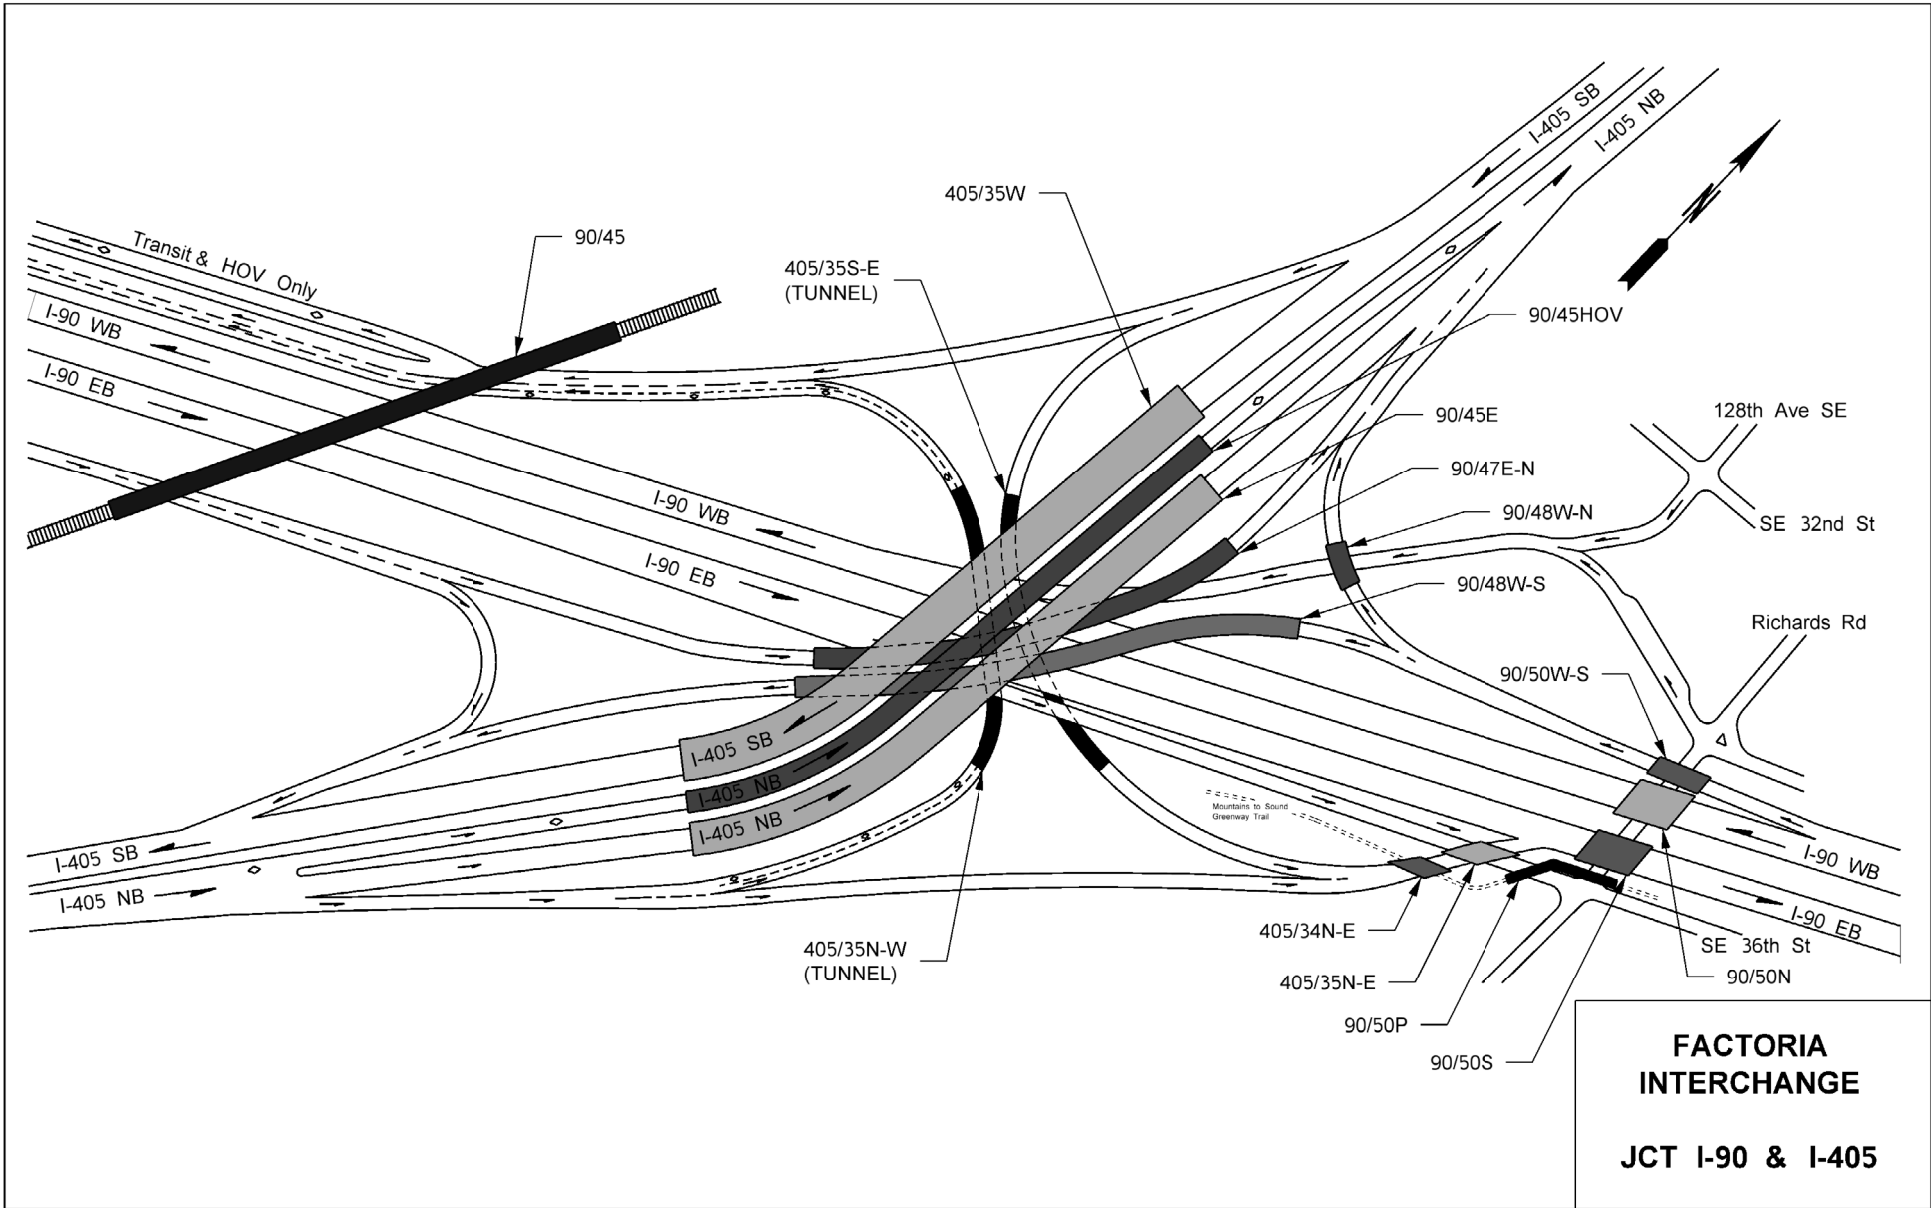 I-405 SB
I-405 NB
N
405/35W
90/45
405/35S-E
(TUNNEL)
Transit & HOV Only
I-90 WB
I-90 EB
90/45HOV
90/45E
128th Ave SE
90/47E-N
I-90 WB
90/48W-N
SE 32nd St
I-90 EB
90/48W-S
Richards Rd
90/50W-S
I-405 SB
I-405 NB
I-405 NB
Mountains to Sound
Greenway Trail
I-405 SB
I-405 NB
I-90 WB
I-90 EB
405/35N-W
(TUNNEL)
405/34N-E
SE 36th St
405/35N-E
90/50N
90/50P
90/50S
FACTORIA
INTERCHANGE
JCT I-90 & I-405